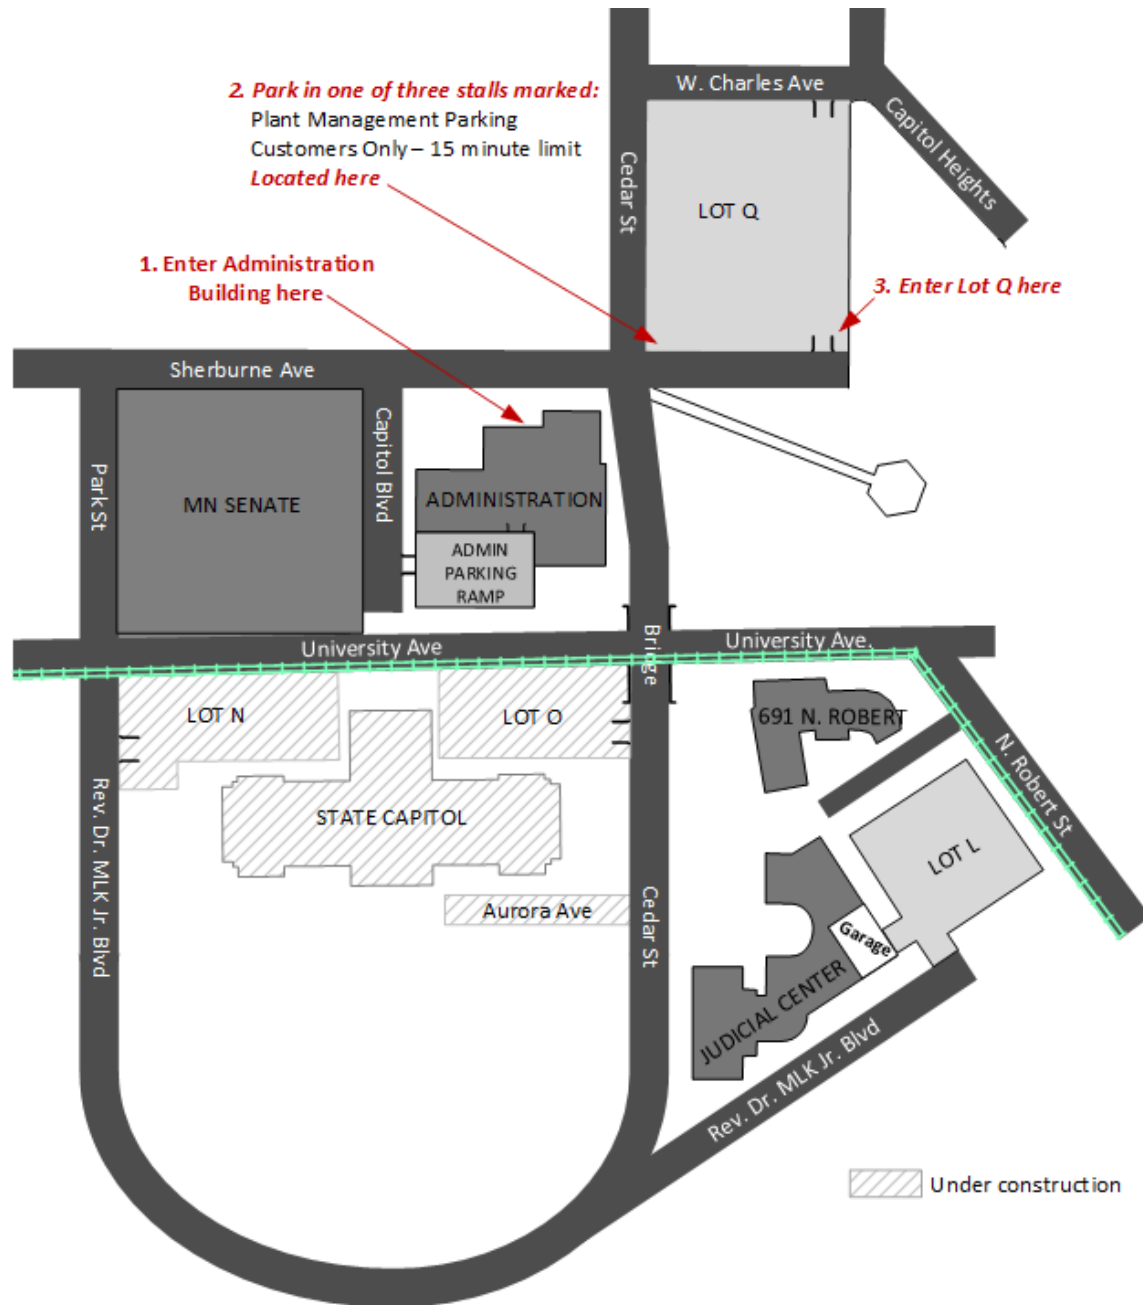 W. Charles Ave
2. Park in one of three stalls marked:
Plant Management Parking
Customers Only – 15 minute limit
Located here
Capitol Heights
Cedar St
LOT Q
1. Enter Administration
Building here
3. Enter Lot Q here
Sherburne Ave
Park St
MN SENATE
Capitol Blvd
ADMINISTRATION
ADMIN
PARKING
RAMP
University Ave
Bridge
University Ave.
LOT N
LOT O
691 N. ROBERT
N. Robert St
Rev. Dr. MLK Jr. Blvd
STATE CAPITOL
LOT L
Aurora Ave
Cedar St
Garage
JUDICIAL CENTER
Rev. Dr. MLK Jr. Blvd
Under construction